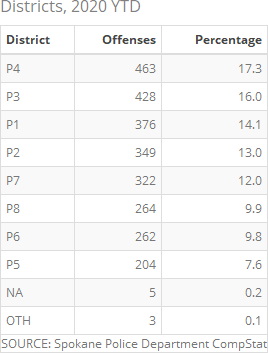 Districts, 2020 YTD
District Offenses Percentage
P4 463 17.3
P3 428 16.0
P1 376 14.1
P2 349 13.0
P7 322 12.0
P8 264 9.9
P6 262 9.8
P5 204 7.6
NA 5 0.2
OTH 3 0.1
SOURCE: Spokane Police Department CompStat